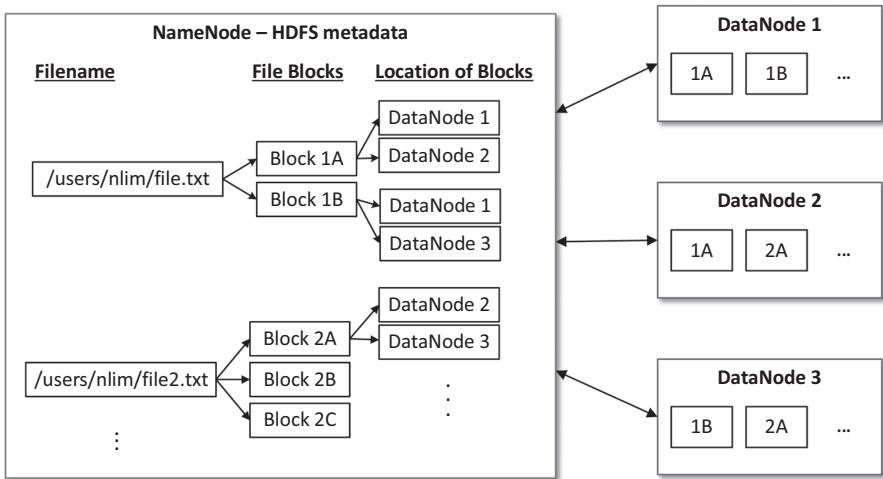 NameNode – HDFS metadata
Filename
File Blocks
Location of Blocks
/users/nlim/file.txt
Block 1A
Block 1B
DataNode 1
DataNode 2
DataNode 1
DataNode 3
/users/nlim/file2.txt
Block 2A
Block 2B
Block 2C
DataNode 2
DataNode 3
DataNode 1
1A 1B ...
DataNode 2
1A 2A ...
DataNode 3
1B 2A ...